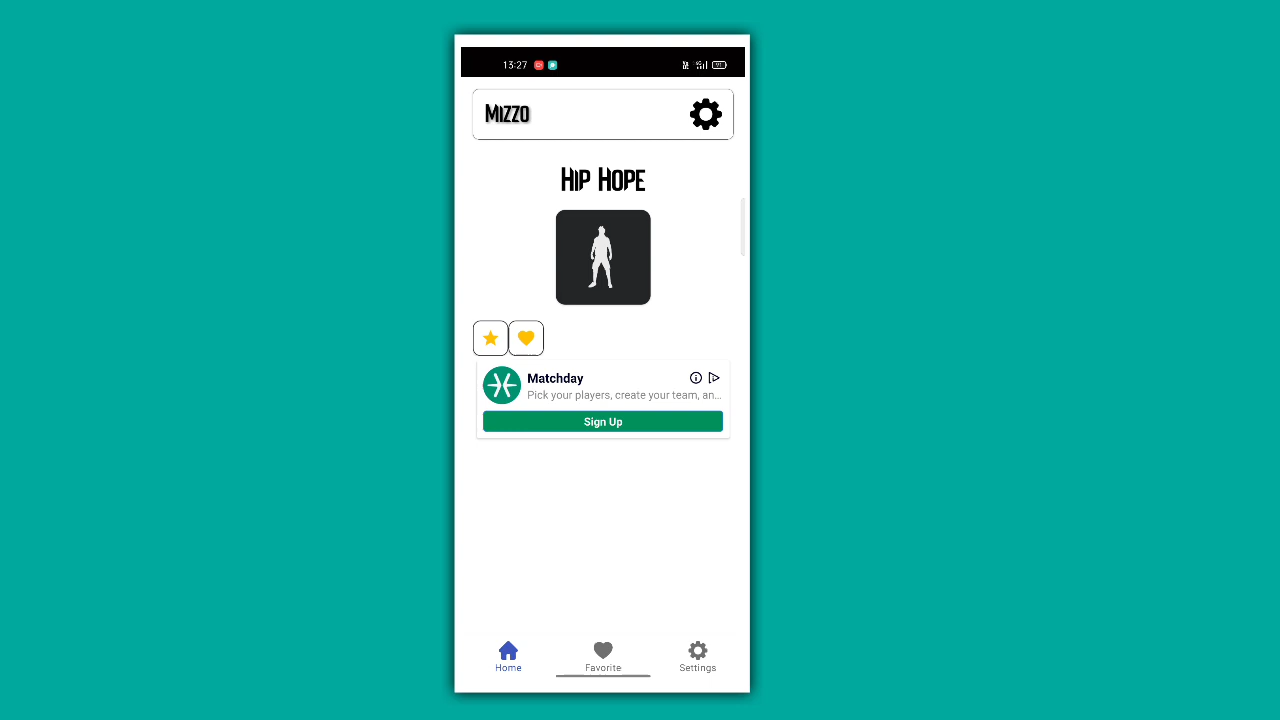 13:27
Mizzo
Hip Hope
Matchday
Pick your players, create your team, an...
Sign Up
Home
Favorite
Settings